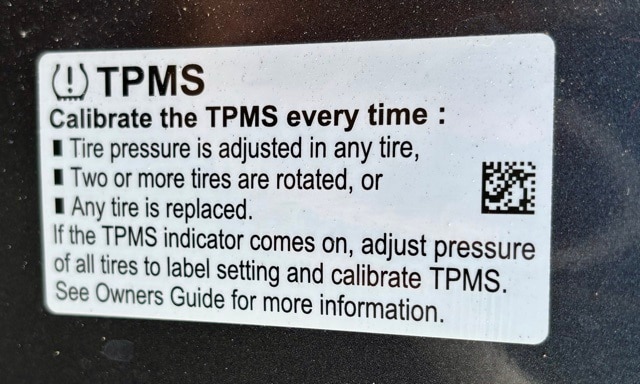 (!) TPMS
Calibrate the TPMS every time :
▮ Tire pressure is adjusted in any tire,
▮ Two or more tires are rotated, or
▮ Any tire is replaced.
If the TPMS indicator comes on, adjust pressure
of all tires to label setting and calibrate TPMS.
See Owners Guide for more information.